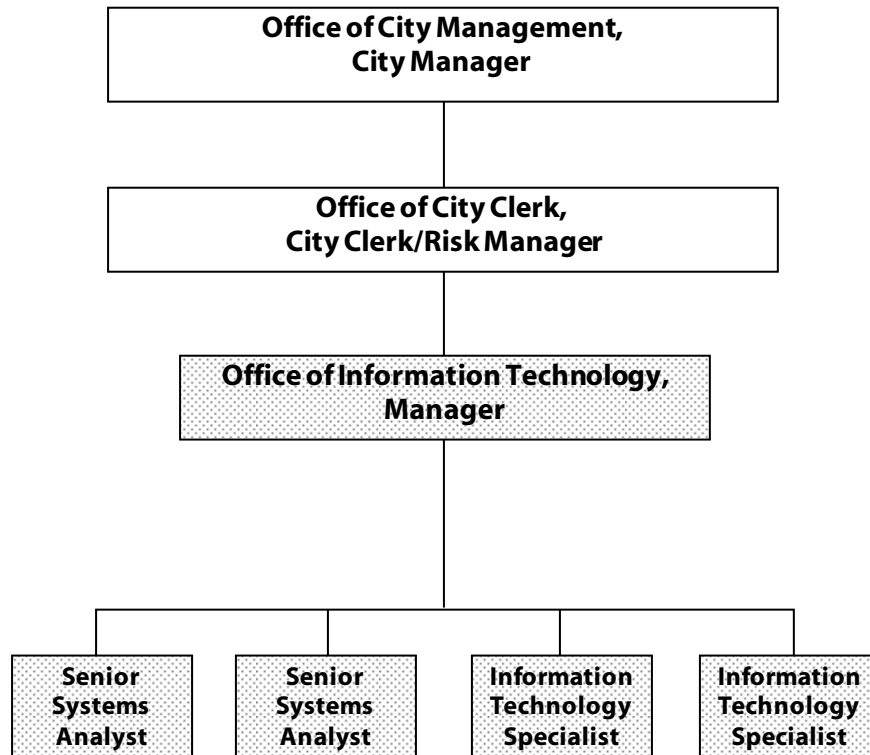 Office of City Management,
City Manager
Office of City Clerk,
City Clerk/Risk Manager
Office of Information Technology,
Manager
Senior
Systems
Analyst
Senior
Systems
Analyst
Information
Technology
Specialist
Information
Technology
Specialist